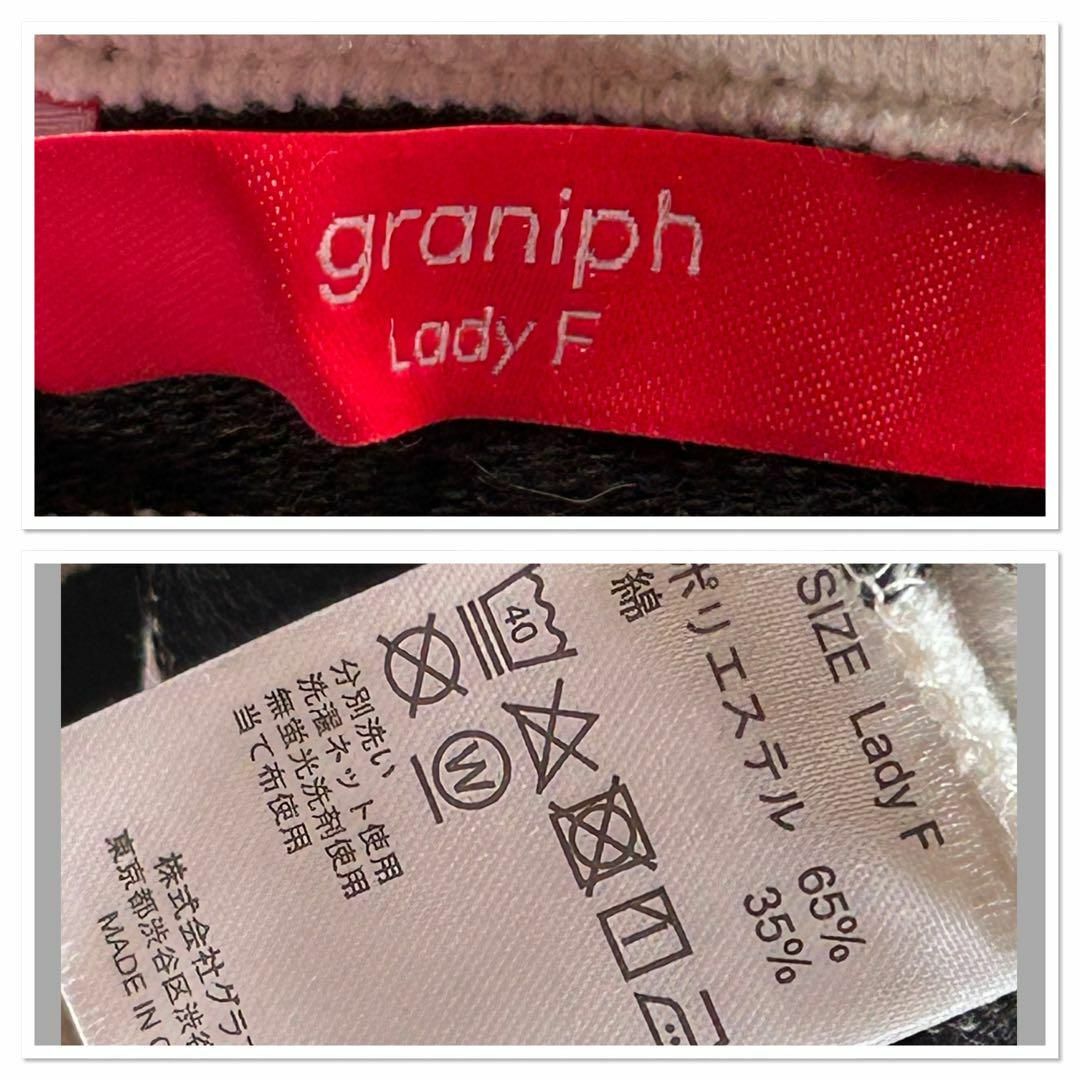 graniph
Lady F
SIZE Lady F
ポリエステル 65%
綿 35%
40
W
分別洗い
洗濯ネット使用
無蛍光洗剤使用
当て布使用
株式会社グラ
東京都渋谷区渋谷
MADE IN